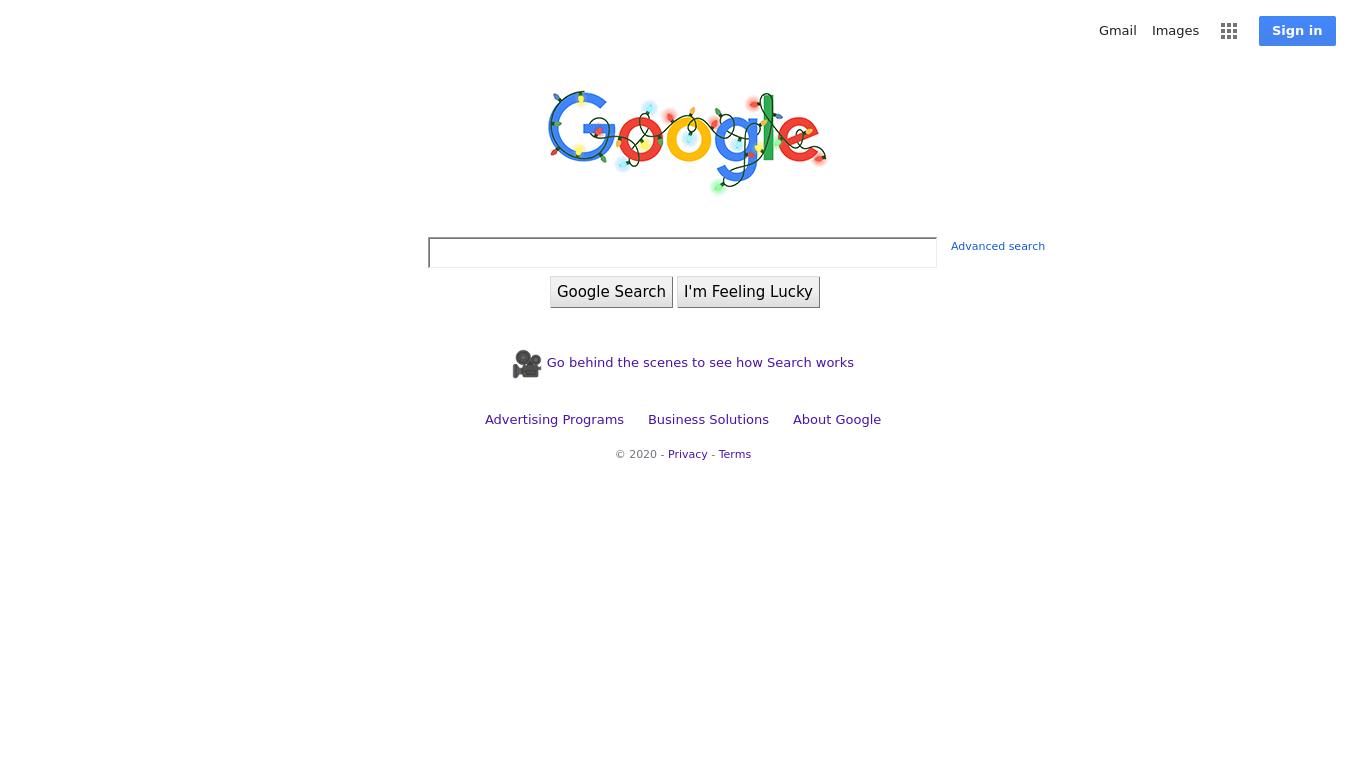 Gmail Images Sign in
Google
Advanced search
Google Search I'm Feeling Lucky
Go behind the scenes to see how Search works
Advertising Programs Business Solutions About Google
© 2020 - Privacy - Terms